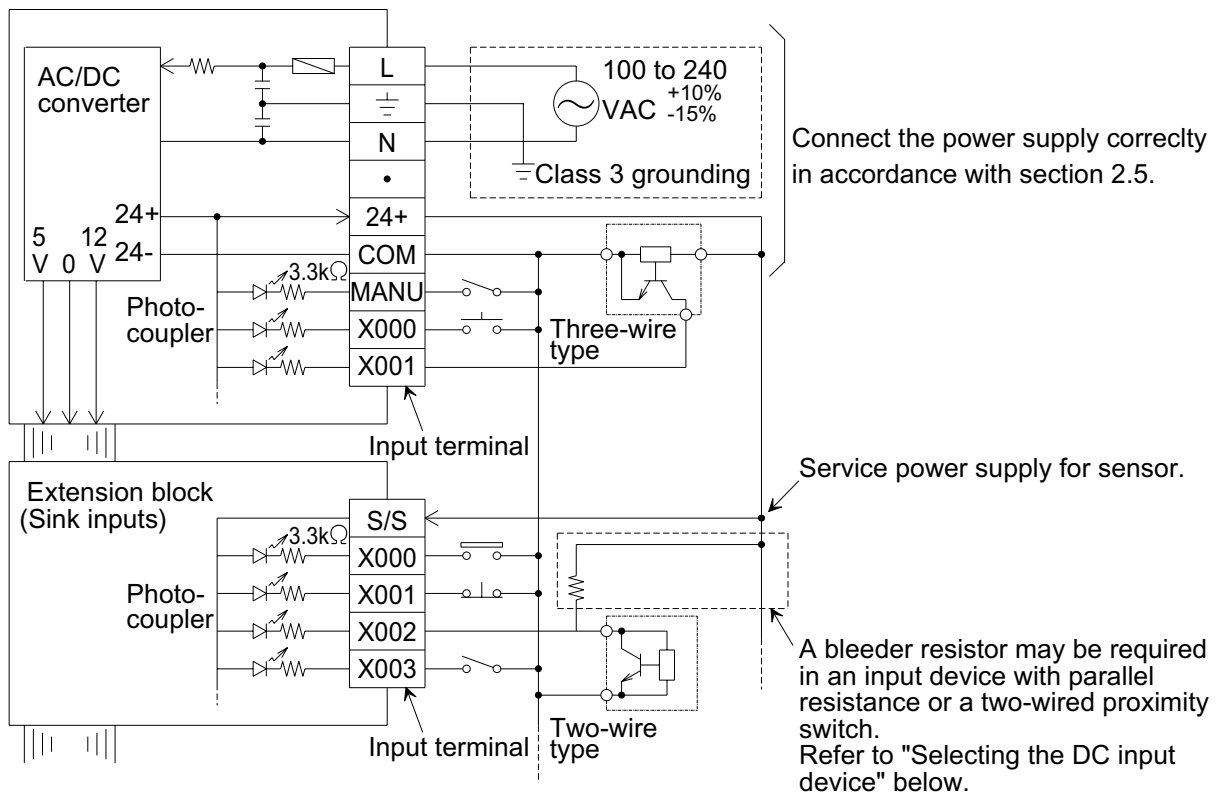 AC/DC
converter
L
N
•
24+
COM
MANU
X000
X001
100 to 240
VAC +10%
-15%
Class 3 grounding
Connect the power supply correclty
in accordance with section 2.5.
24+
24-
5
V
0
12
V
3.3kΩ
Photo-
coupler
Three-wire
type
Input terminal
Service power supply for sensor.
Extension block
(Sink inputs)
S/S
X000
X001
X002
X003
3.3kΩ
Photo-
coupler
Input terminal
Two-wire
type
A bleeder resistor may be required
in an input device with parallel
resistance or a two-wired proximity
switch.
Refer to "Selecting the DC input
device" below.